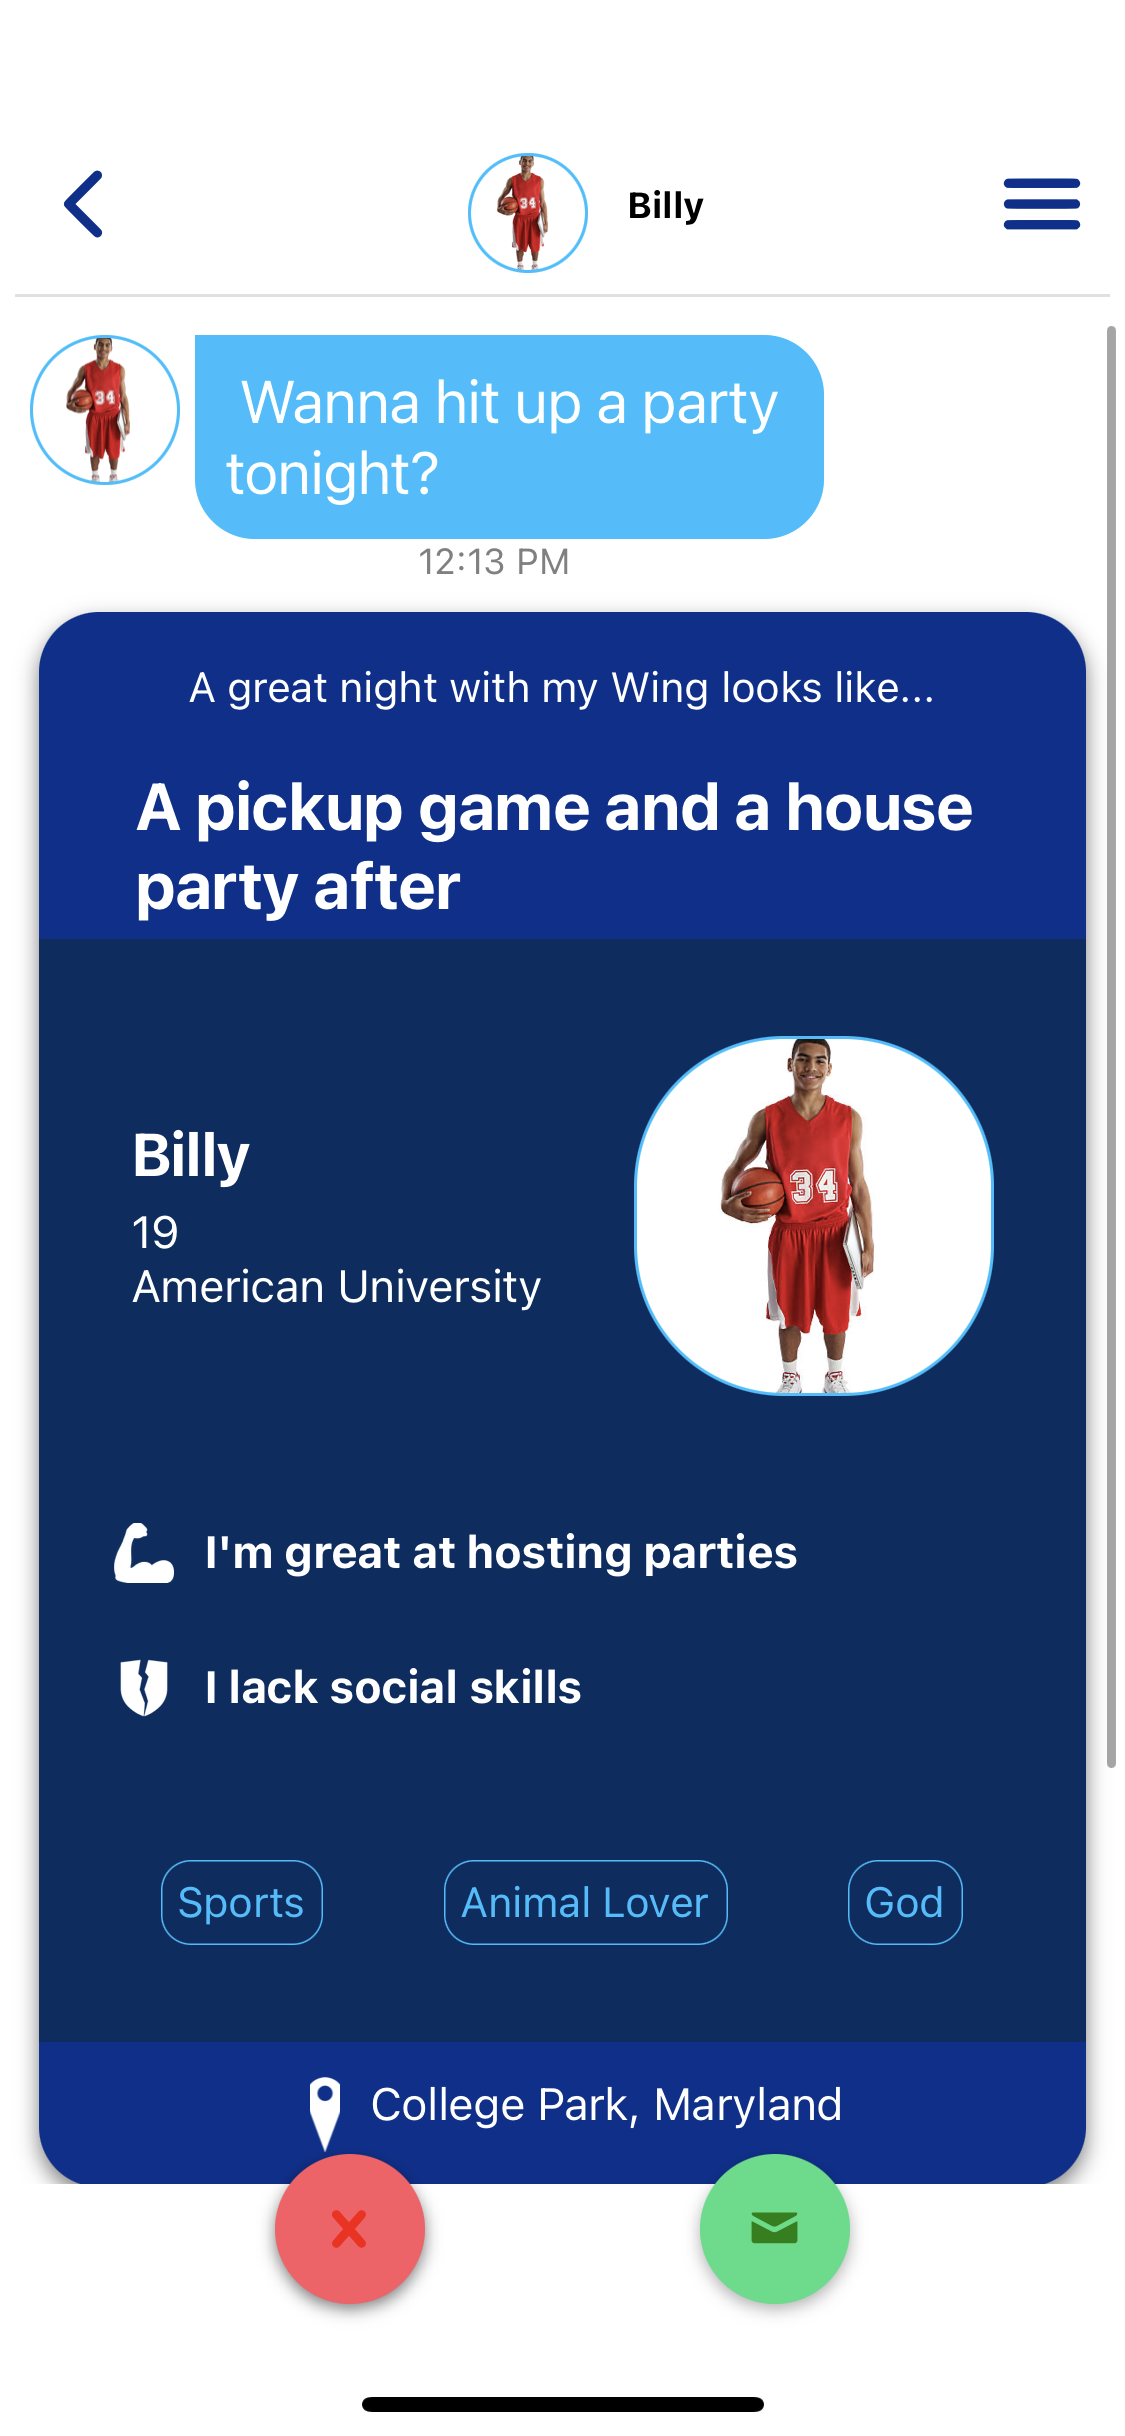 Billy
34
34
Wanna hit up a party
tonight?
12:13 PM
A great night with my Wing looks like...
A pickup game and a house
party after
Billy
19
American University
34
I'm great at hosting parties
I lack social skills
Sports
Animal Lover
God
College Park, Maryland